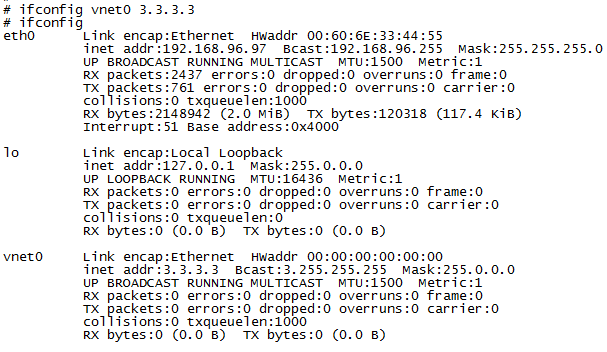 #
# ifconfig vnet0 3.3.3.3
# ifconfig
eth0 Link encap:Ethernet HWaddr 00:60:6E:33:44:55
inet addr:192.168.96.97 Bcast:192.168.96.255 Mask:255.255.255.0
UP BROADCAST RUNNING MULTICAST MTU:1500 Metric:1
RX packets:2437 errors:0 dropped:0 overruns:0 frame:0
TX packets:761 errors:0 dropped:0 overruns:0 carrier:0
collisions:0 txqueuelen:1000
RX bytes:2148942 (2.0 MiB) TX bytes:120318 (117.4 KiB)
Interrupt:51 Base address:0x4000
lo Link encap:Local Loopback
inet addr:127.0.0.1 Mask:255.0.0.0
UP LOOPBACK RUNNING MTU:16436 Metric:1
RX packets:0 errors:0 dropped:0 overruns:0 frame:0
TX packets:0 errors:0 dropped:0 overruns:0 carrier:0
collisions:0 txqueuelen:0
RX bytes:0 (0.0 B) TX bytes:0 (0.0 B)
vnet0 Link encap:Ethernet HWaddr 00:00:00:00:00:00
inet addr:3.3.3.3 Bcast:3.255.255.255 Mask:255.0.0.0
UP BROADCAST RUNNING MULTICAST MTU:1500 Metric:1
RX packets:0 errors:0 dropped:0 overruns:0 frame:0
TX packets:0 errors:0 dropped:0 overruns:0 carrier:0
collisions:0 txqueuelen:1000
RX bytes:0 (0.0 B) TX bytes:0 (0.0 B)